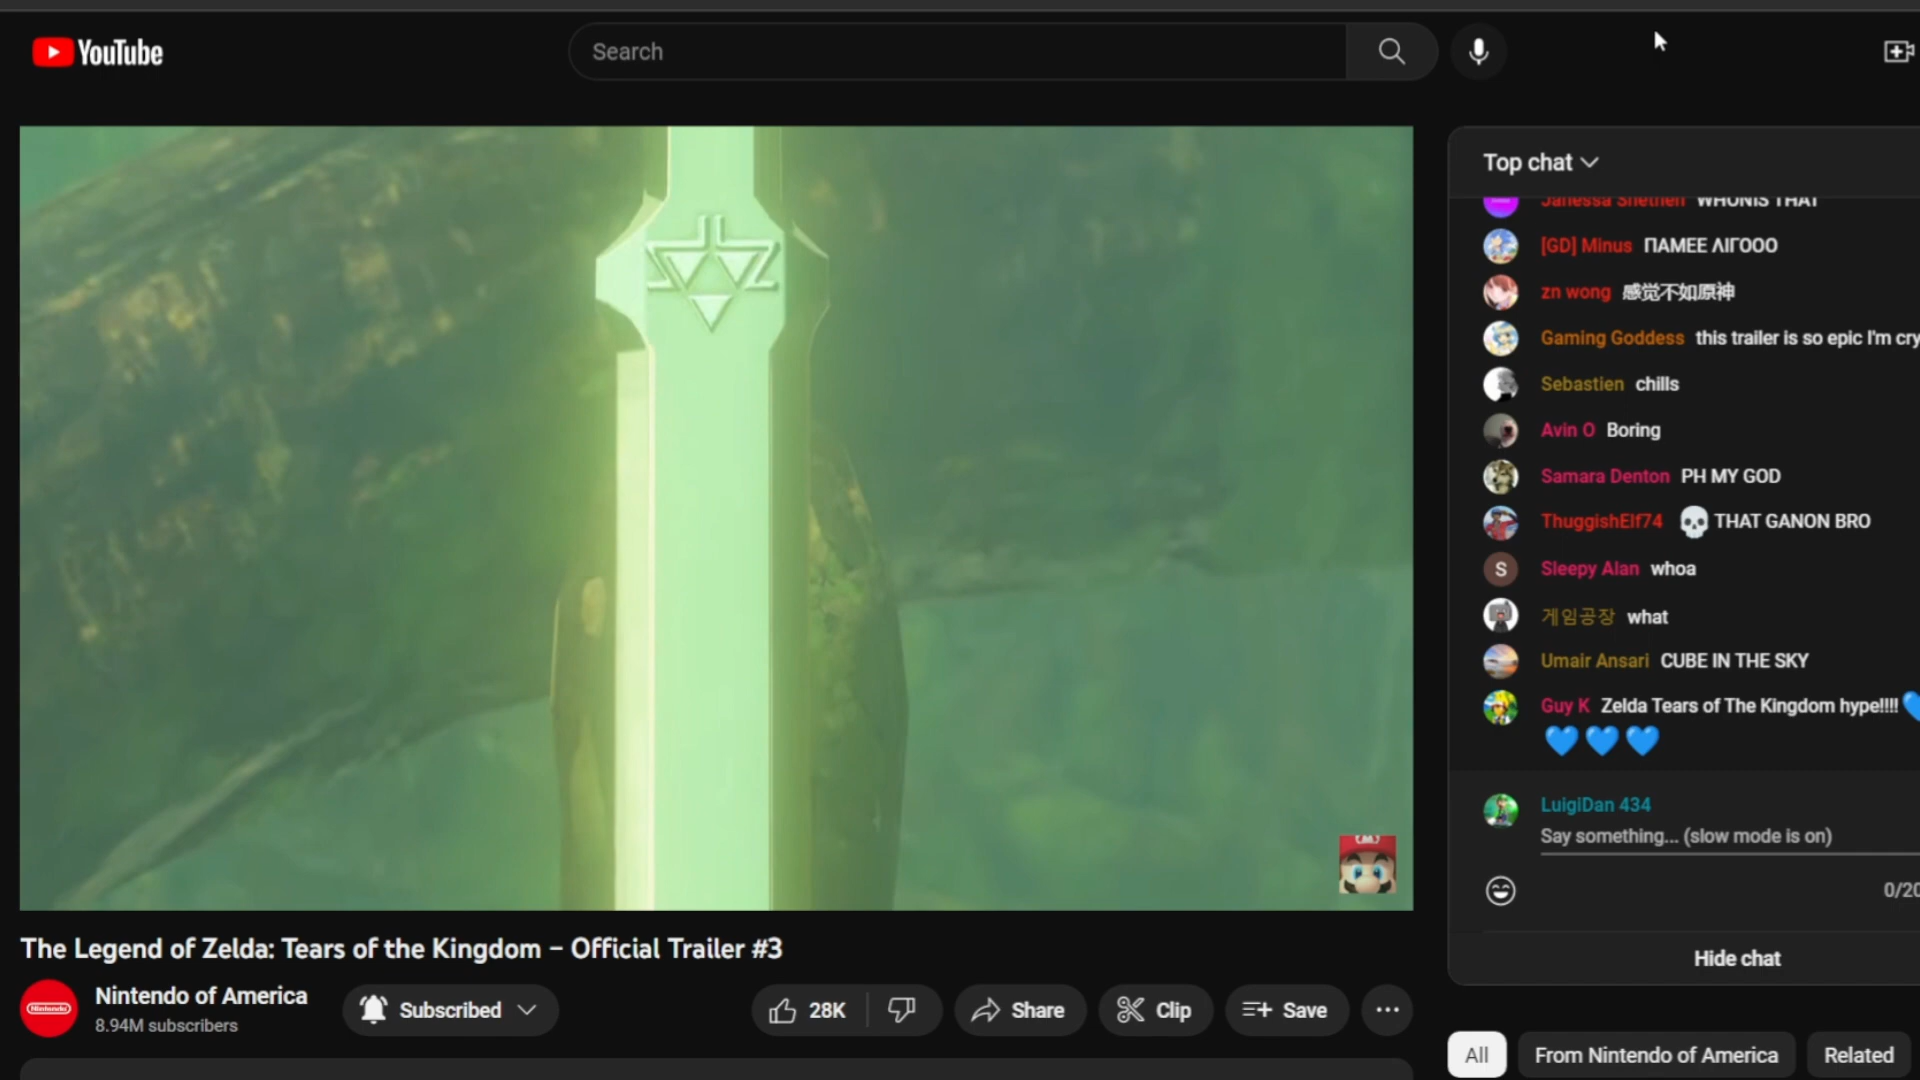 YouTube
Search
Top chat
Janessa Shethen WHONIS THAT
[GD] Minus ΠΑΜΕΕ ΛΙΓΟΟΟ
zn wong 感觉不如原神
Gaming Goddess this trailer is so epic I'm cry
Sebastien chills
Avin O Boring
Samara Denton PH MY GOD
ThuggishElf74 💀 THAT GANON BRO
S
Sleepy Alan whoa
게임공장 what
Umair Ansari CUBE IN THE SKY
Guy K Zelda Tears of The Kingdom hype!!!! 💙
💙💙💙
LuigiDan 434
Say something... (slow mode is on)
0/20
Hide chat
The Legend of Zelda: Tears of the Kingdom – Official Trailer #3
Nintendo
Nintendo of America
8.94M subscribers
Subscribed
28K
Share
Clip
Save
All
From Nintendo of America
Related